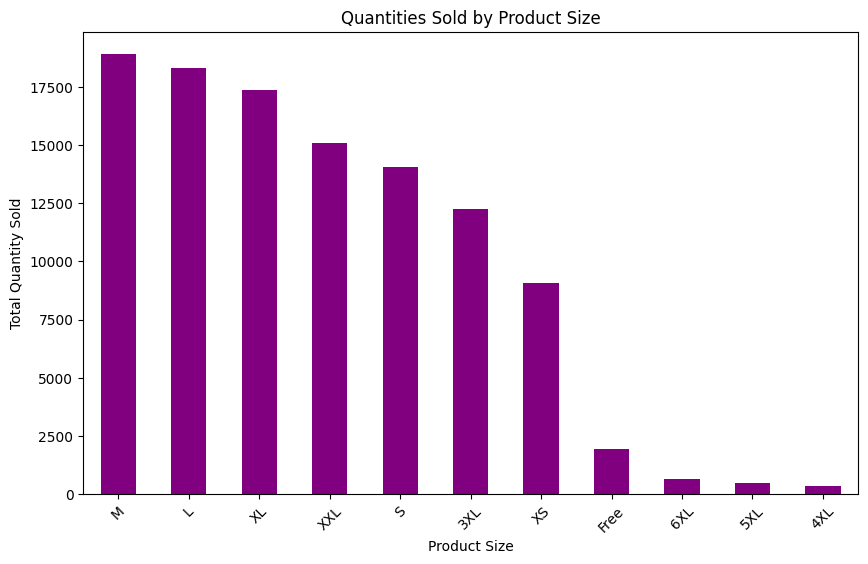 Quantities Sold by Product Size
Total Quantity Sold
17500
15000
12500
10000
7500
5000
2500
0
M
L
XL
XXL
S
3XL
XS
Free
6XL
5XL
4XL
Product Size